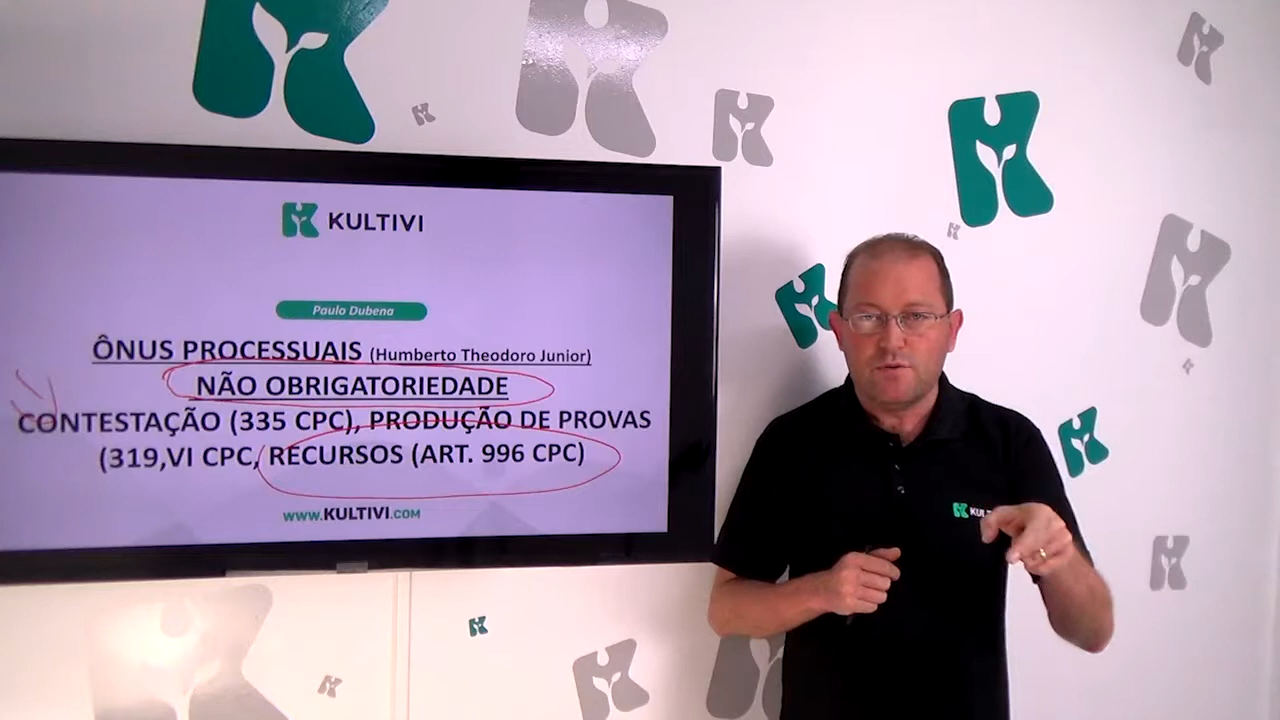 KULTIVI
Paulo Dubena
ÔNUS PROCESSUAIS (Humberto Theodoro Junior)
NÃO OBRIGATORIEDADE
CONTESTAÇÃO (335 CPC), PRODUÇÃO DE PROVAS
(319,VI CPC, RECURSOS (ART. 996 CPC)
www.KULTIVI.COM